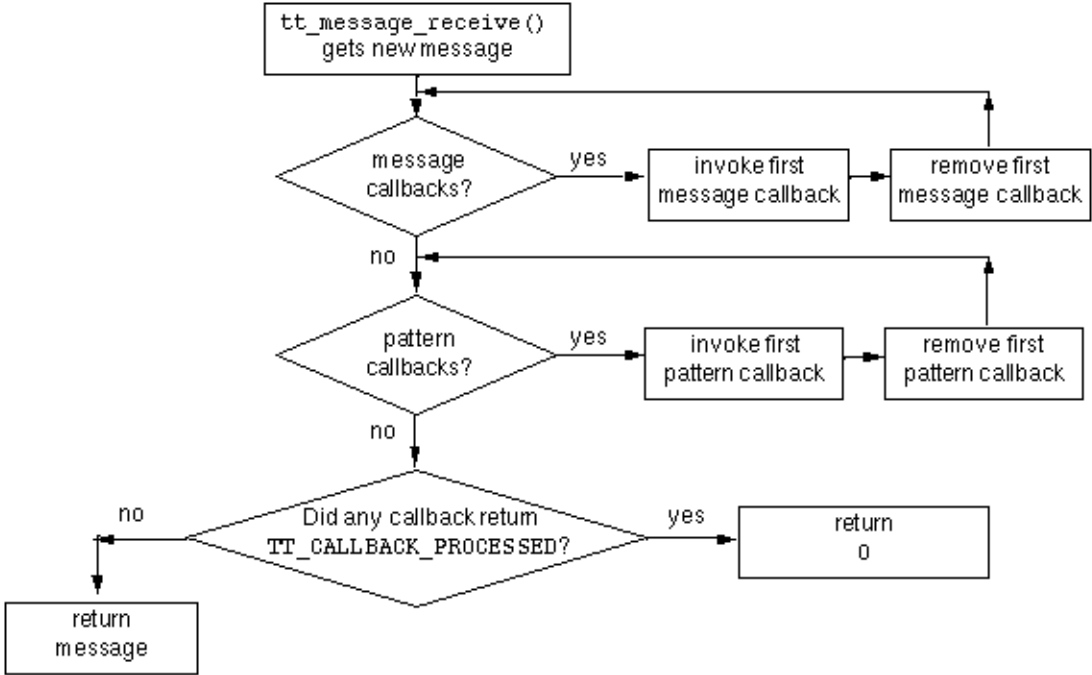 tt_message_receive()
gets new message
message
callbacks?
yes
invoke first
message callback
remove first
message callback
no
pattern
callbacks?
yes
invoke first
pattern callback
remove first
pattern callback
no
Did any callback return
TT_CALLBACK_PROCESSED?
no
yes
return
0
return
message